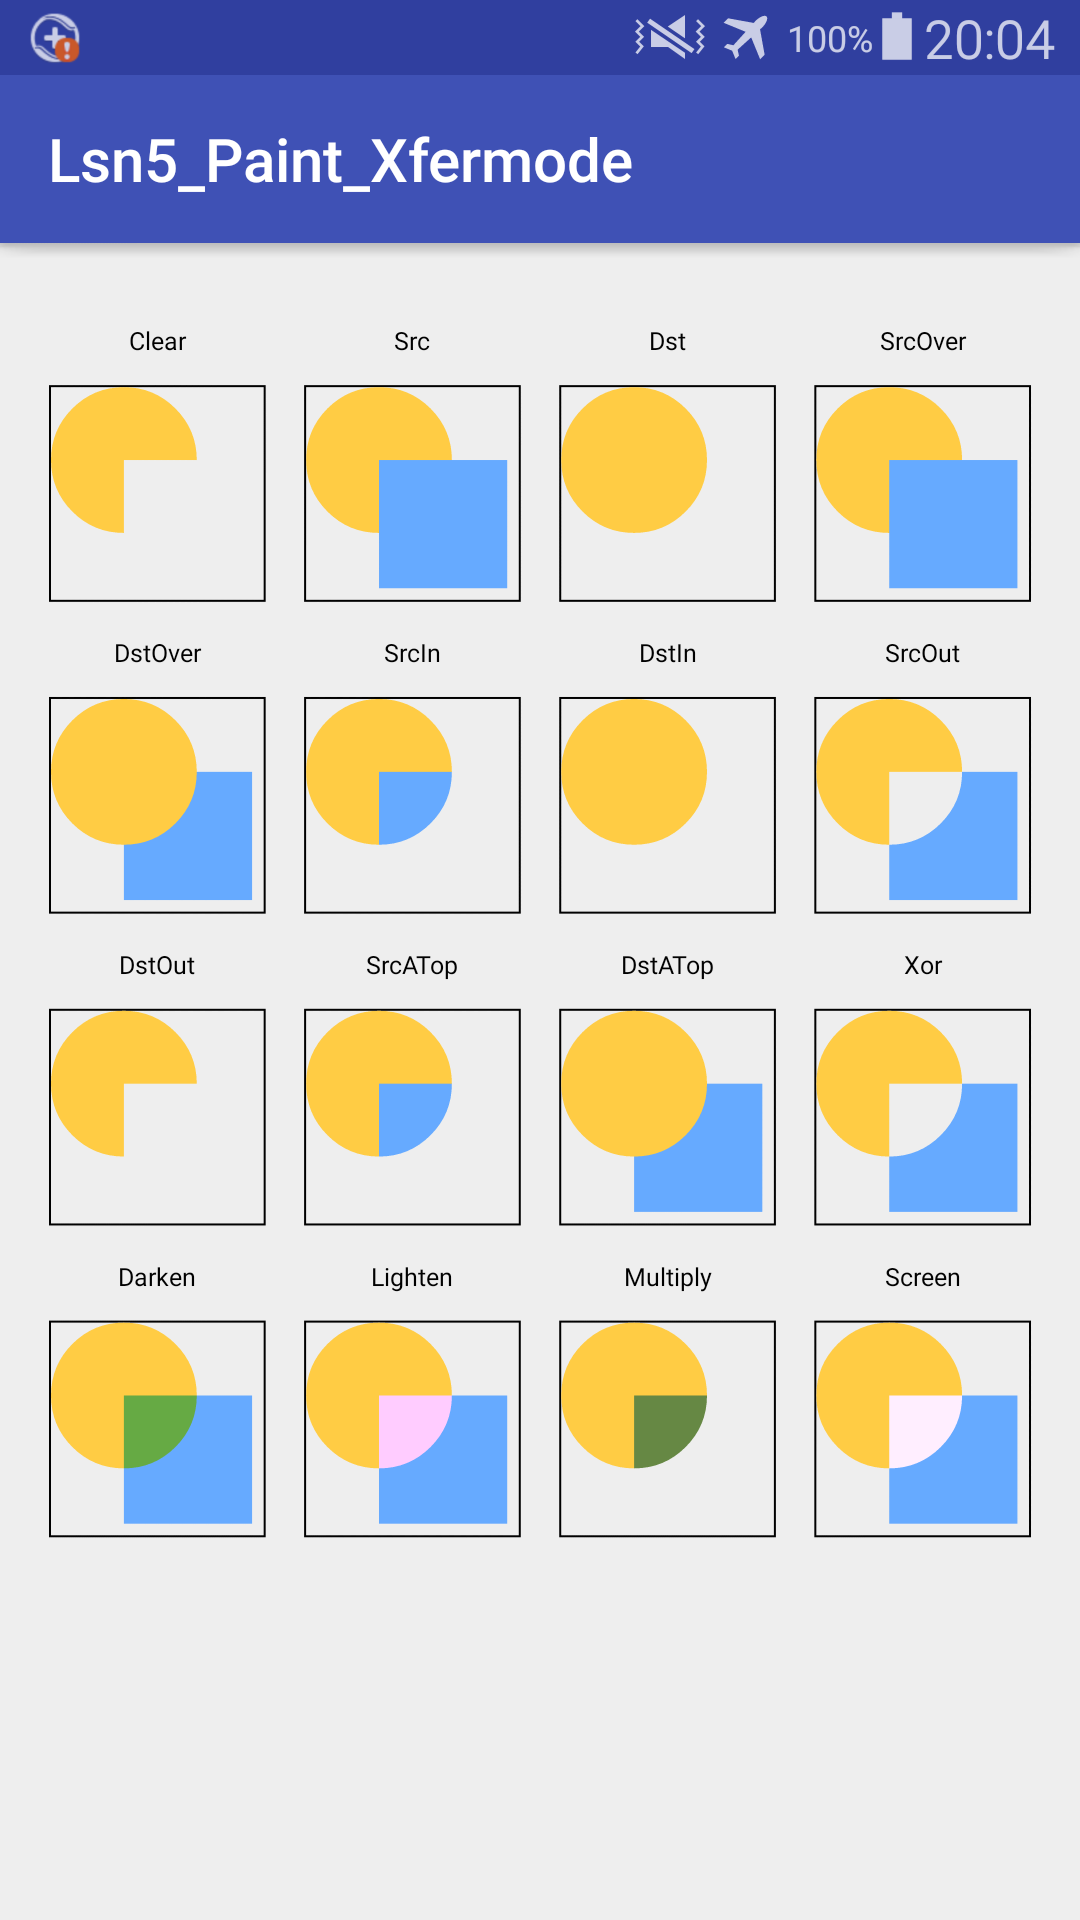 100% 20:04
Lsn5_Paint_Xfermode
Clear Src Dst SrcOver
DstOver SrcIn DstIn SrcOut
DstOut SrcATop DstATop Xor
Darken Lighten Multiply Screen